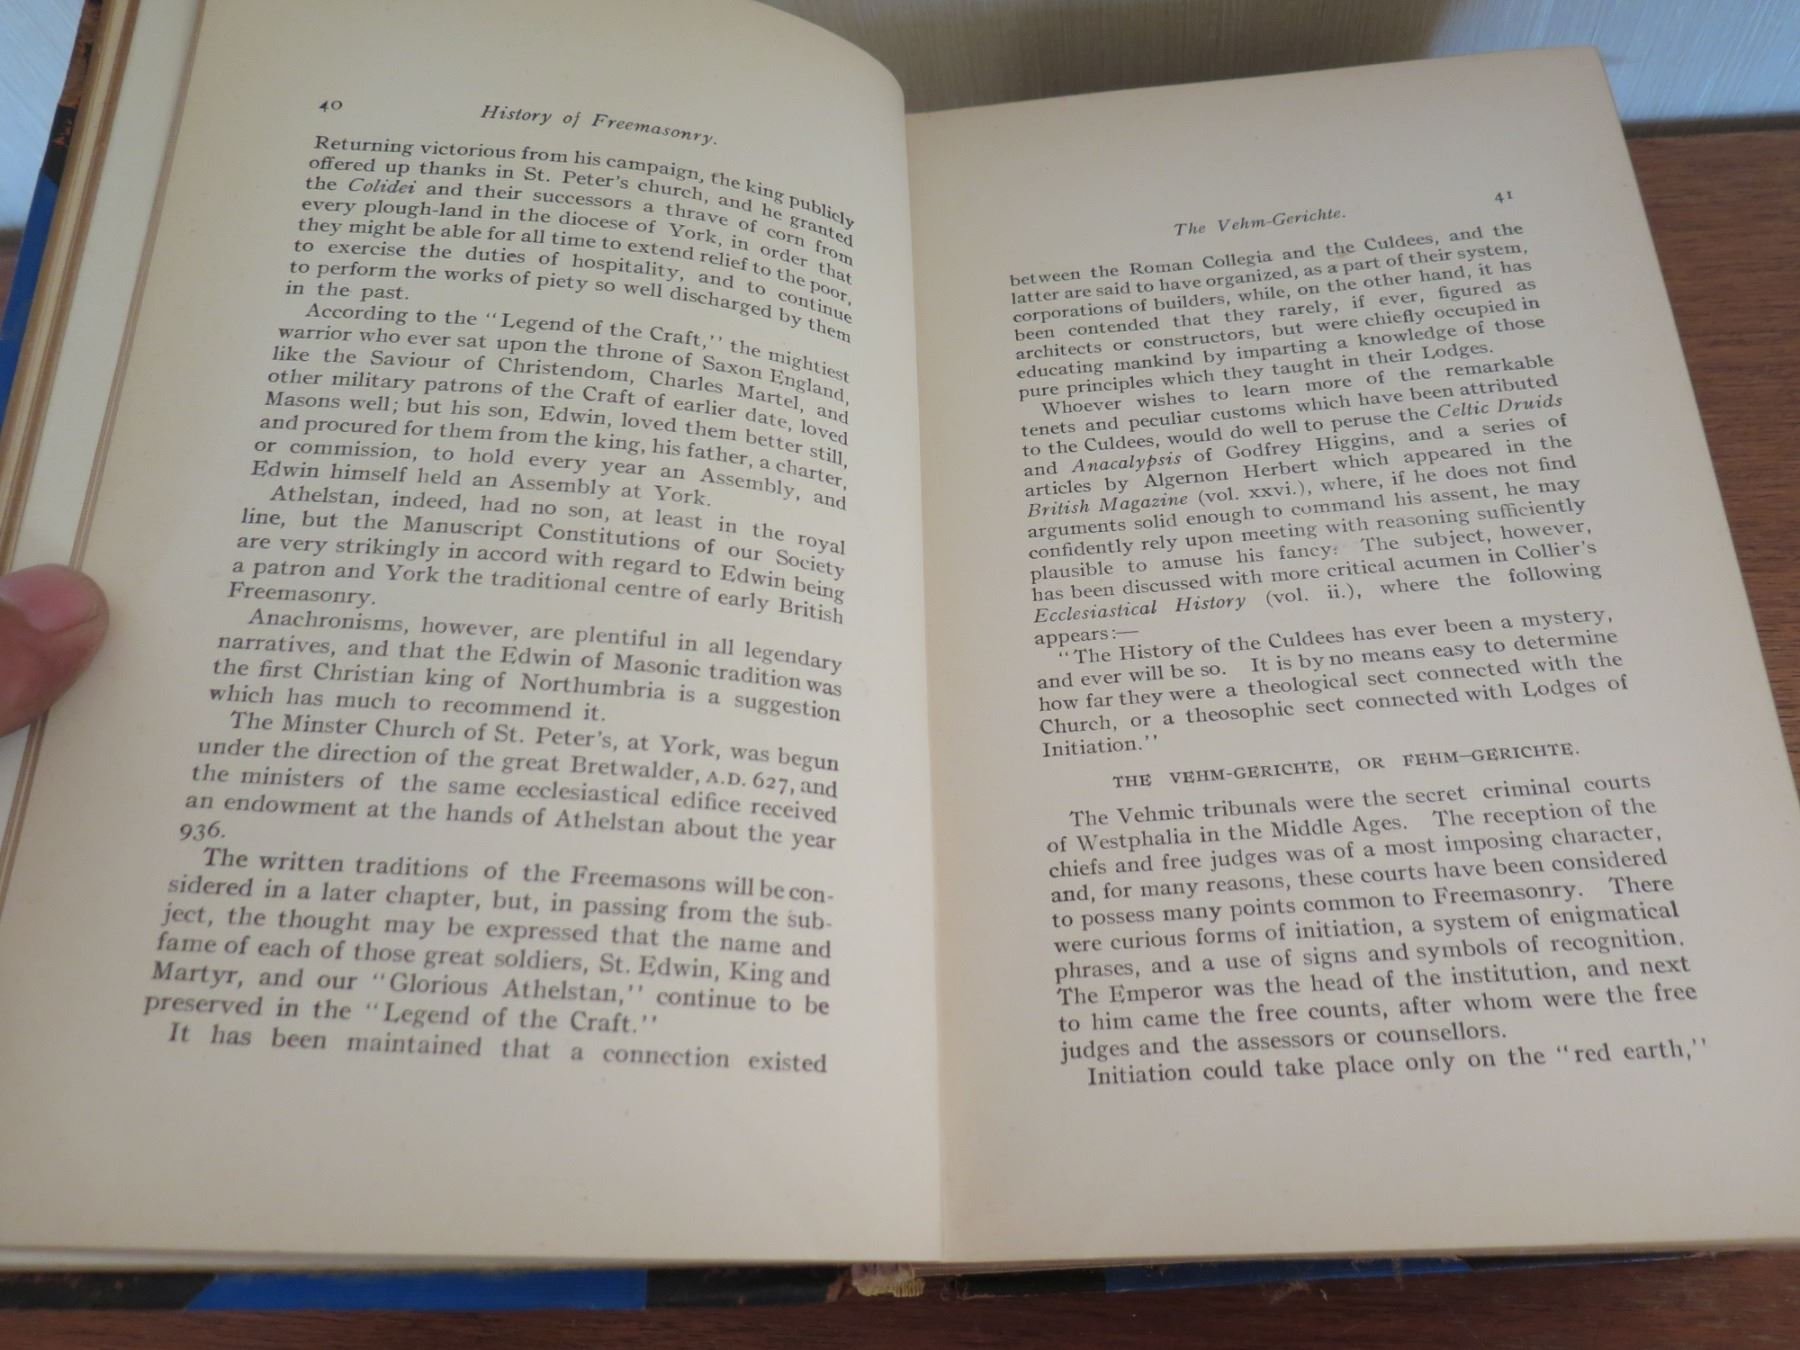 40
History of Freemasonry.
Returning victorious from his campaign, the king publicly
offered up thanks in St. Peter's church, and he granted
the Colidei and their successors a thrave of corn from
every plough-land in the diocese of York, in order that
they might be able for all time to extend relief to the poor,
to exercise the duties of hospitality, and to continue
to perform the works of piety so well discharged by them
in the past.
According to the "Legend of the Craft," the mightiest
warrior who ever sat upon the throne of Saxon England,
like the Saviour of Christendom, Charles Martel, and
other military patrons of the Craft of earlier date, loved
Masons well; but his son, Edwin, loved them better still,
and procured for them from the king, his father, a charter,
or commission, to hold every year an Assembly, and
Edwin himself held an Assembly at York.
Athelstan, indeed, had no son, at least in the royal
line, but the Manuscript Constitutions of our Society
are very strikingly in accord with regard to Edwin being
a patron and York the traditional centre of early British
Freemasonry.
Anachronisms, however, are plentiful in all legendary
narratives, and that the Edwin of Masonic tradition was
the first Christian king of Northumbria is a suggestion
which has much to recommend it.
The Minster Church of St. Peter's, at York, was begun
under the direction of the great Bretwalder, A.D. 627, and
the ministers of the same ecclesiastical edifice received
an endowment at the hands of Athelstan about the year
936.
The written traditions of the Freemasons will be con-
sidered in a later chapter, but, in passing from the sub-
ject, the thought may be expressed that the name and
fame of each of those great soldiers, St. Edwin, King and
Martyr, and our "Glorious Athelstan," continue to be
preserved in the "Legend of the Craft."
It has been maintained that a connection existed
The Vehm-Gerichte.
41
between the Roman Collegia and the Culdees, and the
latter are said to have organized, as a part of their system,
corporations of builders, while, on the other hand, it has
been contended that they rarely, if ever, figured as
architects or constructors, but were chiefly occupied in
educating mankind by imparting a knowledge of those
pure principles which they taught in their Lodges.
Whoever wishes to learn more of the remarkable
tenets and peculiar customs which have been attributed
to the Culdees, would do well to peruse the Celtic Druids
and Anacalypsis of Godfrey Higgins, and a series of
articles by Algernon Herbert which appeared in the
British Magazine (vol. xxvi.), where, if he does not find
arguments solid enough to command his assent, he may
confidently rely upon meeting with reasoning sufficiently
plausible to amuse his fancy. The subject, however,
has been discussed with more critical acumen in Collier's
Ecclesiastical History (vol. ii.), where the following
appears:—
"The History of the Culdees has ever been a mystery,
and ever will be so. It is by no means easy to determine
how far they were a theological sect connected with the
Church, or a theosophic sect connected with Lodges of
Initiation."
THE VEHM-GERICHTE, OR FEHM-GERICHTE.
The Vehmic tribunals were the secret criminal courts
of Westphalia in the Middle Ages. The reception of the
chiefs and free judges was of a most imposing character,
and, for many reasons, these courts have been considered
to possess many points common to Freemasonry. There
were curious forms of initiation, a system of enigmatical
phrases, and a use of signs and symbols of recognition.
The Emperor was the head of the institution, and next
to him came the free counts, after whom were the free
judges and the assessors or counsellors.
Initiation could take place only on the "red earth,"